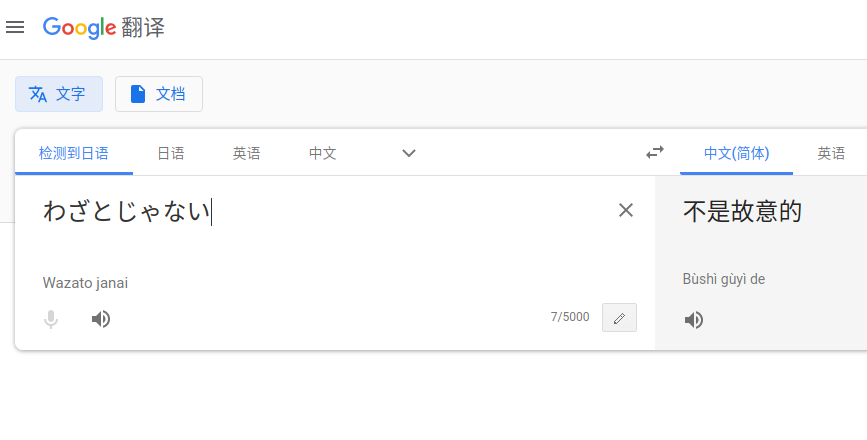 Google 翻译
文字 文档
检测到日语 日语 英语 中文 中文(简体) 英语
わざとじゃない 不是故意的
Wazato janai Bùshì gùyì de
7/5000